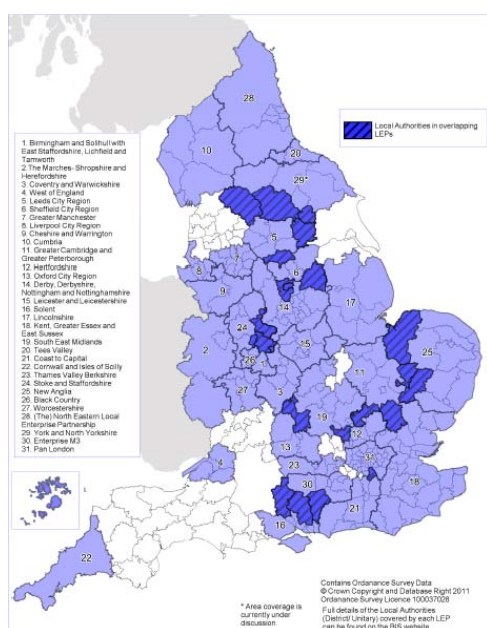 28
Local Authorities in overlapping
LEPs
1. Birmingham and Solihull with
East Staffordshire, Lichfield and
Tamworth
2.The Marches- Shropshire and
Herefordshire
3. Coventry and Warwickshire
4. West of England
5. Leeds City Region
6. Sheffield City Region
7. Greater Manchester
8. Liverpool City Region
9. Cheshire and Warrington
10. Cumbria
11. Greater Cambridge and
Greater Peterborough
12. Hertfordshire
13. Oxford City Region
14. Derby, Derbyshire,
Nottingham and Nottinghamshire
15. Leicester and Leicestershire
16. Solent
17. Lincolnshire
18. Kent, Greater Essex and
East Sussex
19. South East Midlands
20. Tees Valley
21. Coast to Capital
22. Cornwall and Isles of Scilly
23. Thames Valley Berkshire
24. Stoke and Staffordshire
25. New Anglia
26. Black Country
27. Worcestershire
28. (The) North Eastern Local
Enterprise Partnership
29. York and North Yorkshire
30. Enterprise M3
31. Pan London
10
20
29*
5
7
8
6
9
14
17
24
25
15
2
26
1
11
27
3
19
12
13
31
4
23
18
30
16
21
22
* Area coverage is
currently under
discussion
Contains Ordanance Survey Data
© Crown Copyright and Database Right 2011
Ordanance Survey Licence 100037028
Full details of the Local Authorities
(District/ Unitary) covered by each LEP
can be found on the BIS website